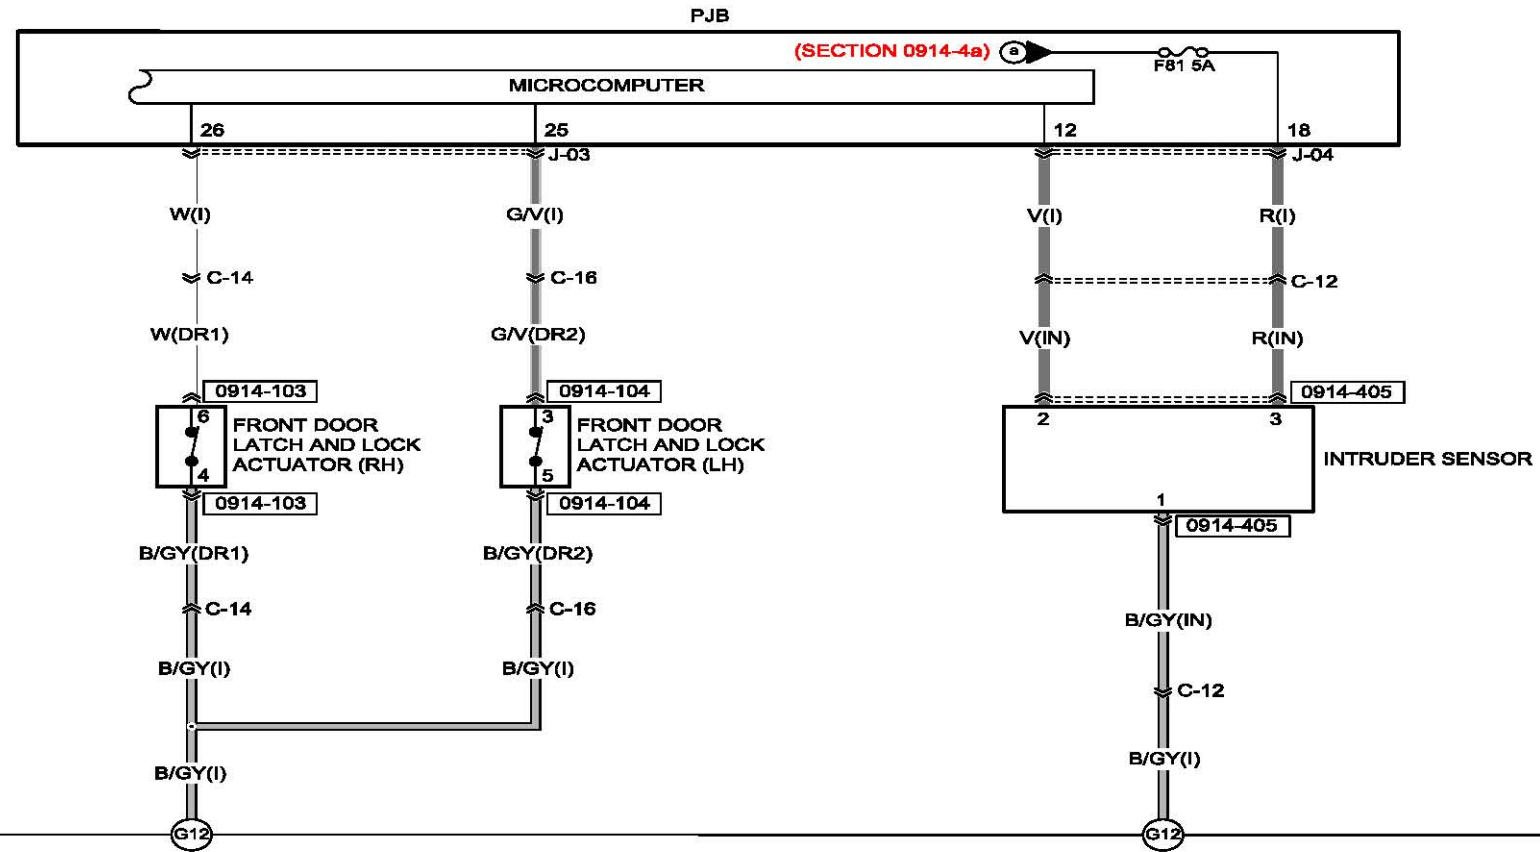 PJB
(SECTION 0914-4a) a
F81 5A
MICROCOMPUTER
26 25 12 18
J-03 J-04
W(I) G/V(I) V(I) R(I)
C-14 C-16 C-12
W(DR1) G/V(DR2) V(IN) R(IN)
0914-103 0914-104 0914-405
6 FRONT DOOR
LATCH AND LOCK
ACTUATOR (RH)
4
3 FRONT DOOR
LATCH AND LOCK
ACTUATOR (LH)
5
2 3
INTRUDER SENSOR
1
0914-103 0914-104 0914-405
B/GY(DR1) B/GY(DR2)
C-14 C-16
B/GY(IN)
B/GY(I) B/GY(I)
C-12
B/GY(I) B/GY(I)
G12 G12